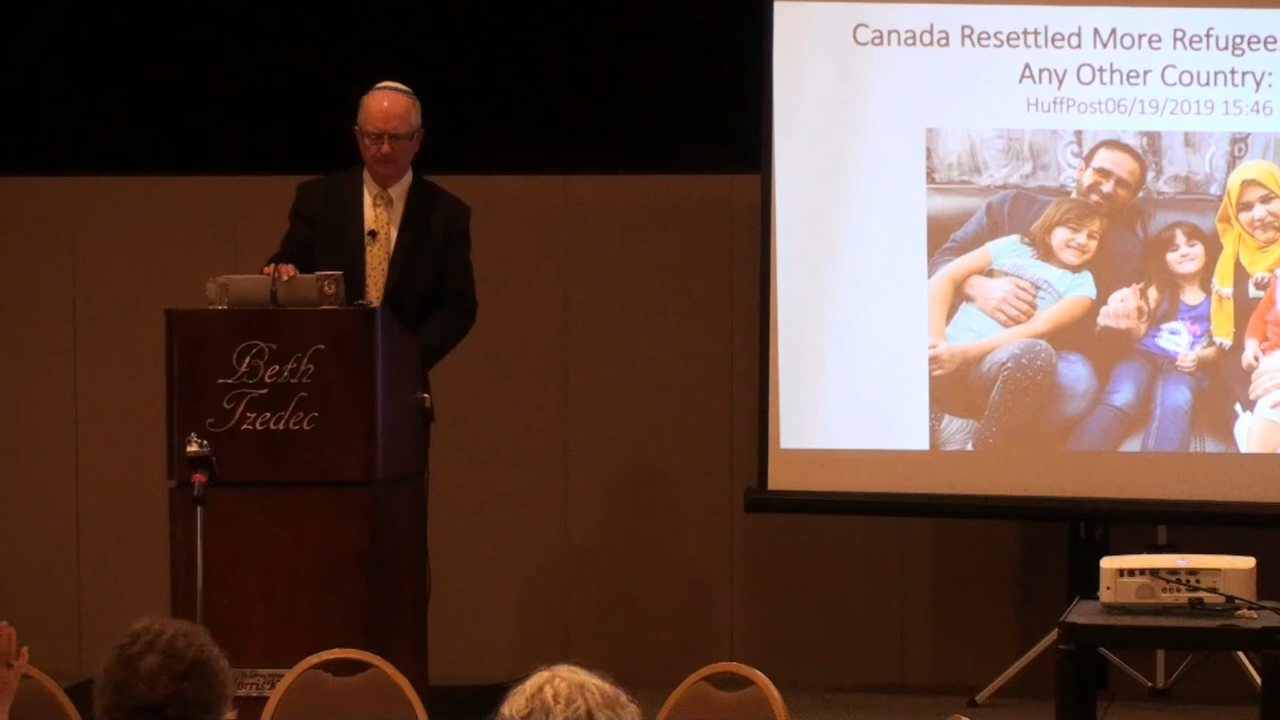 Canada Resettled More Refugee
Any Other Country:
HuffPost06/19/2019 15:46
Beth
Tzedec